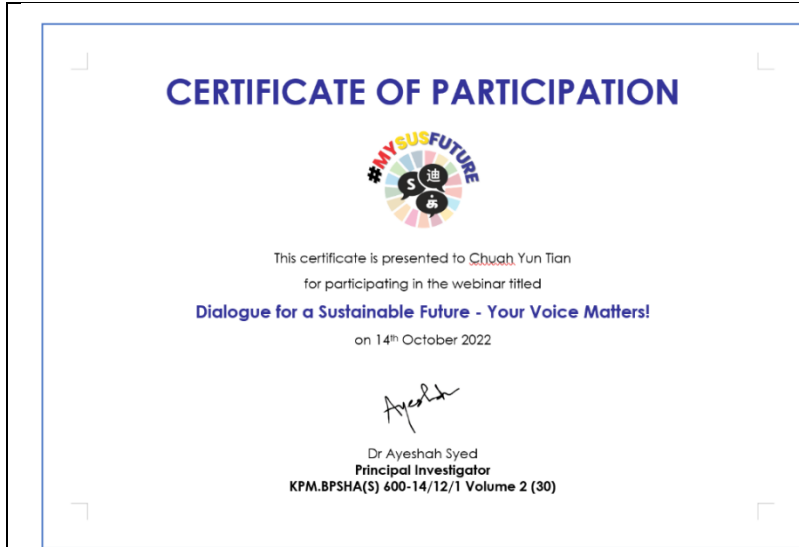 CERTIFICATE OF PARTICIPATION
#MYSUSFUTURE
S 迪 த
This certificate is presented to Chuah Yun Tian
for participating in the webinar titled
Dialogue for a Sustainable Future - Your Voice Matters!
on 14th October 2022
Ayeshah
Dr Ayeshah Syed
Principal Investigator
KPM.BPSHA(S) 600-14/12/1 Volume 2 (30)